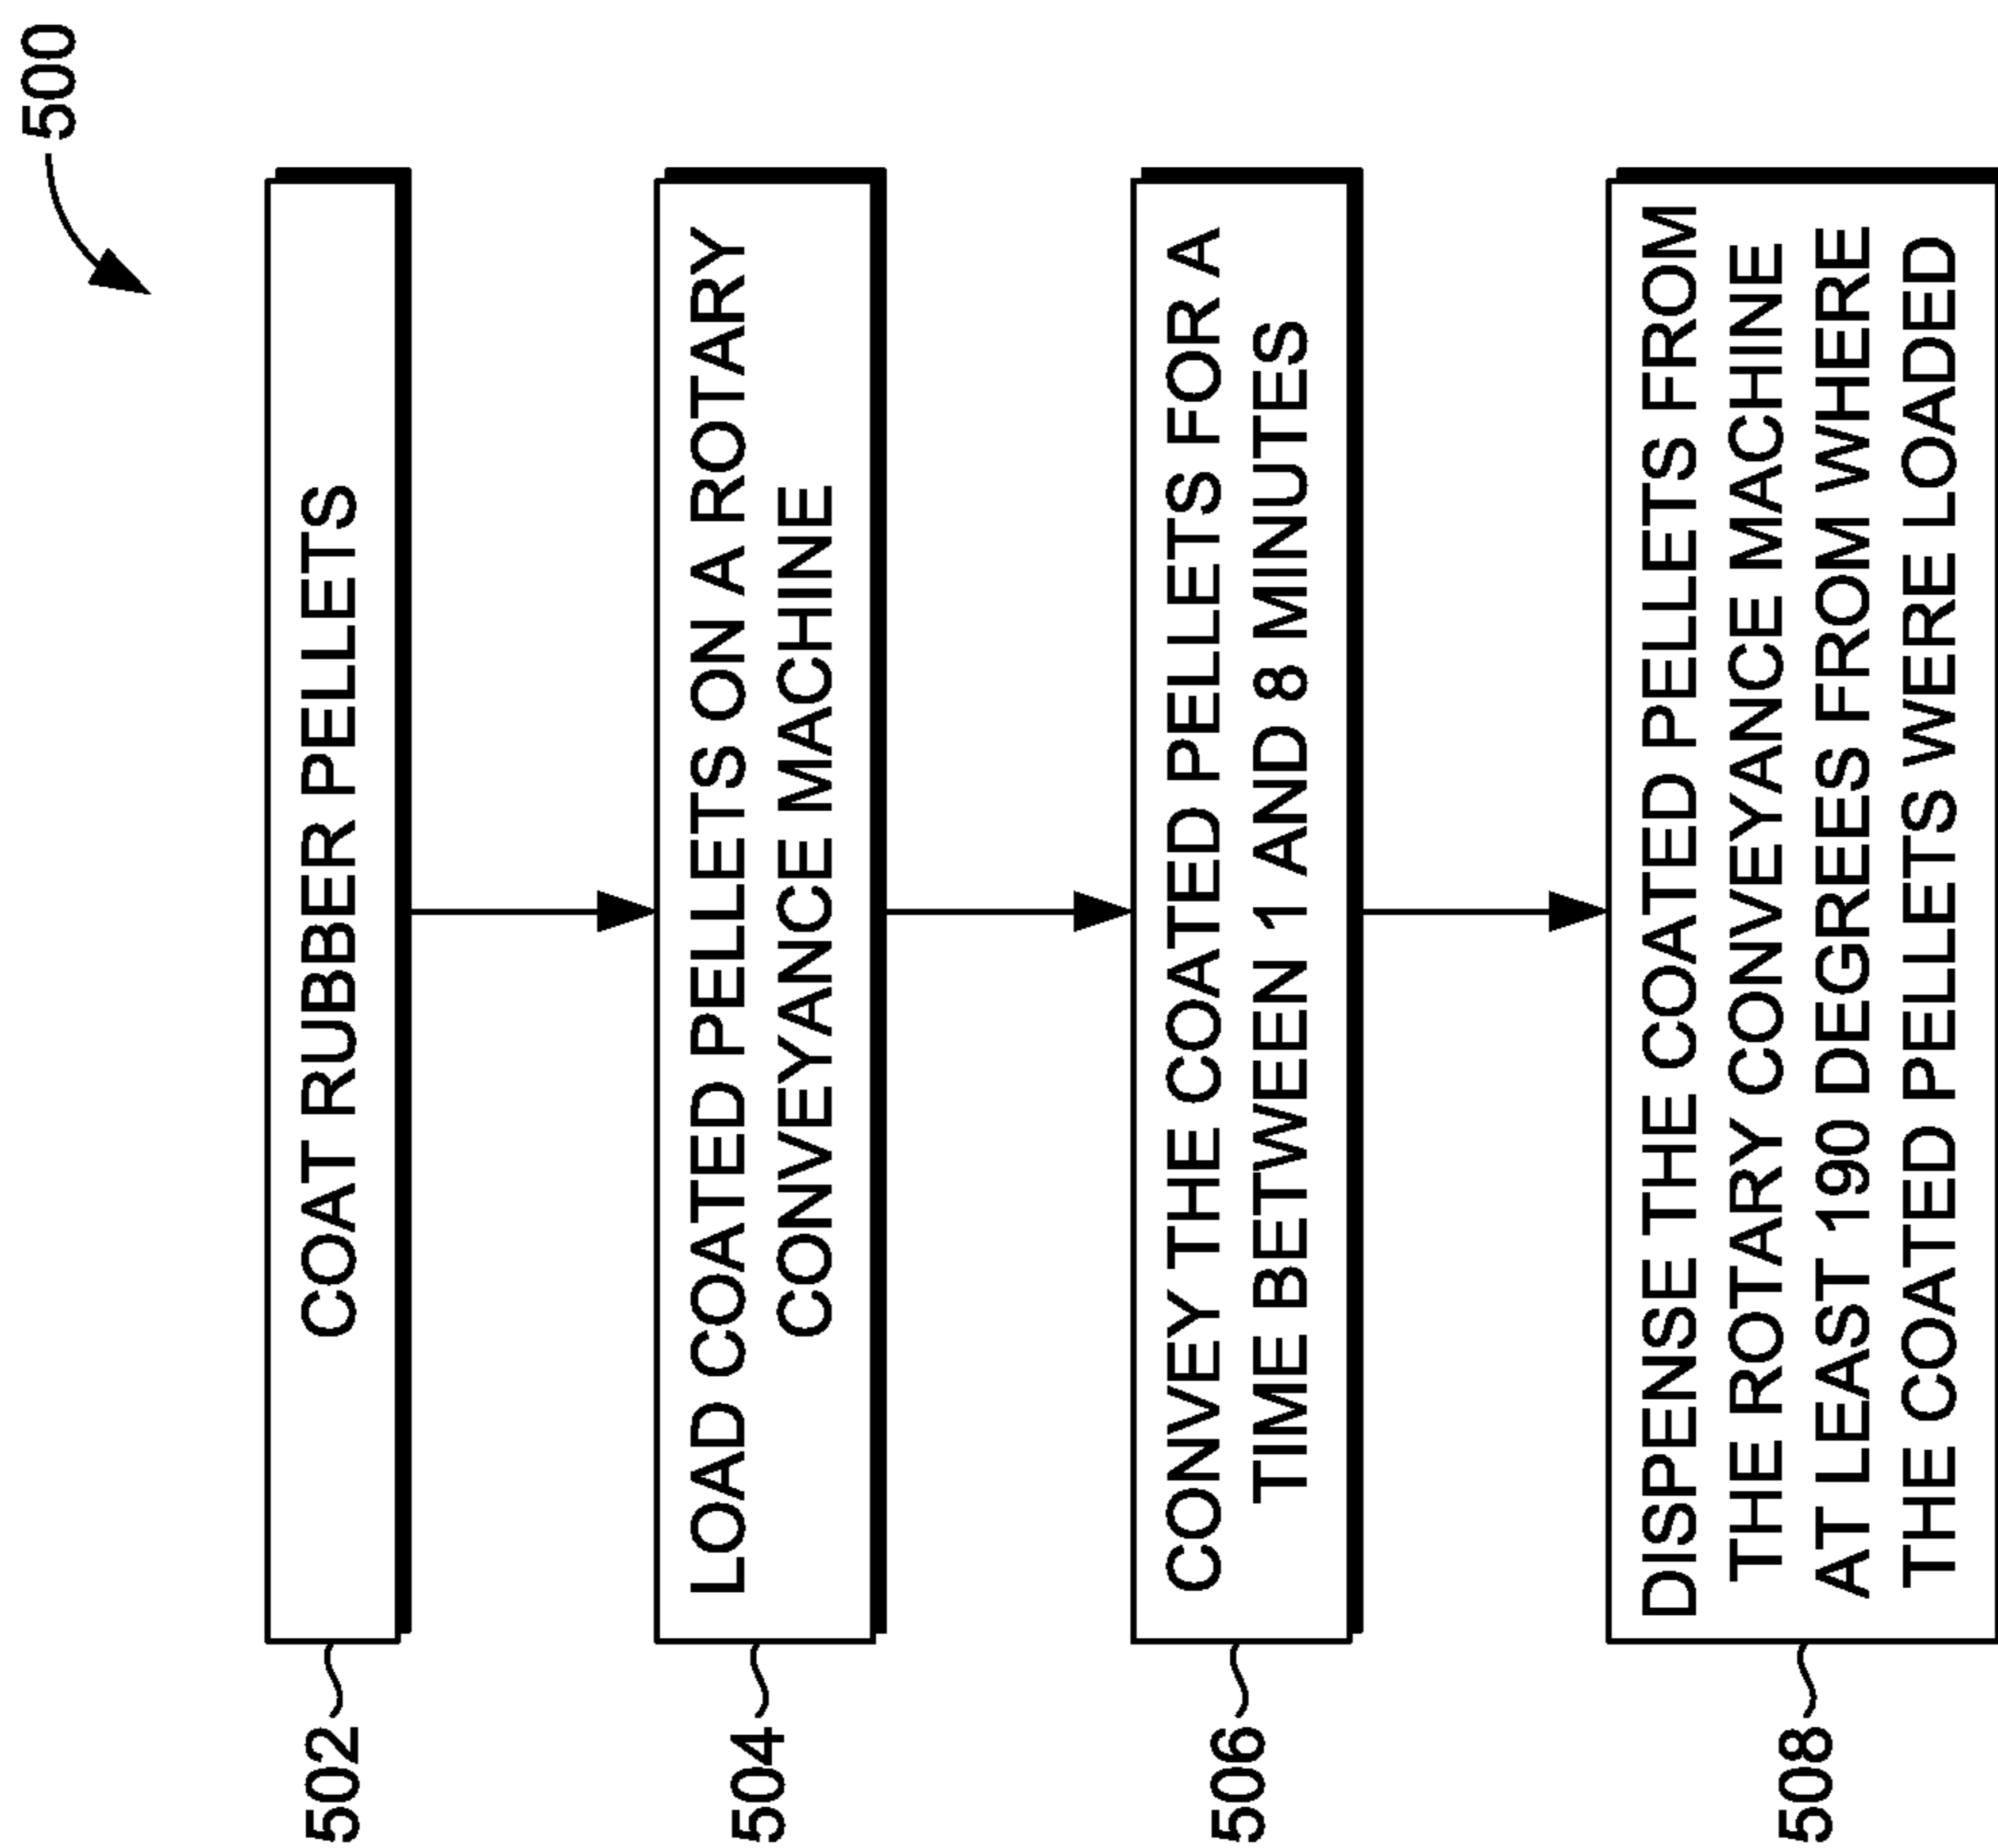 500
502
COAT RUBBER PELLETS
504
LOAD COATED PELLETS ON A ROTARY
CONVEYANCE MACHINE
506
CONVEY THE COATED PELLETS FOR A
TIME BETWEEN 1 AND 8 MINUTES
508
DISPENSE THE COATED PELLETS FROM
THE ROTARY CONVEYANCE MACHINE
AT LEAST 190 DEGREES FROM WHERE
THE COATED PELLETS WERE LOADED